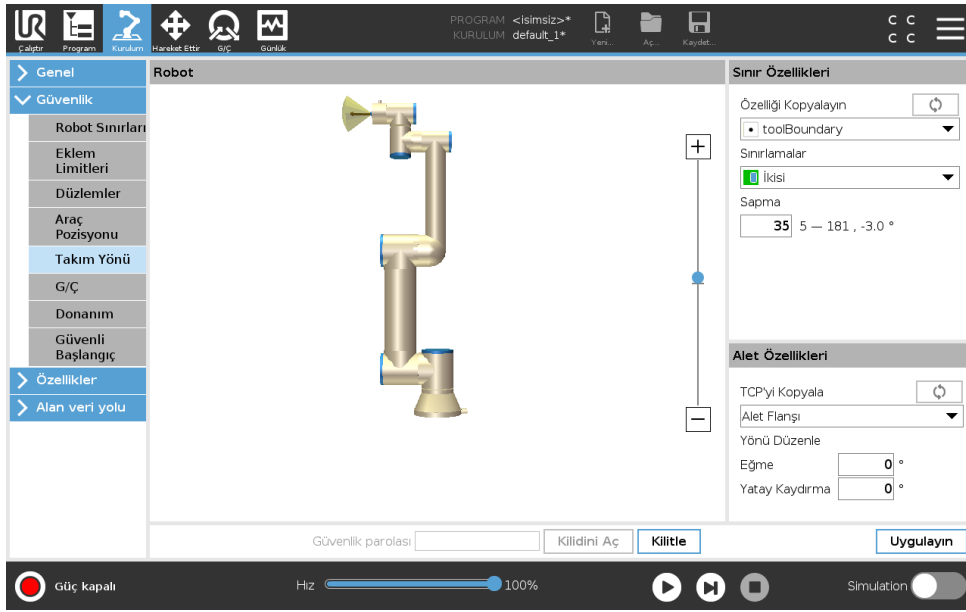 UR
PROGRAM <isimsiz>*
KURULUM default_1*
Çalıştır
Program
Kurulum
Hareket Ettir
G/Ç
Günlük
Yeni...
Aç...
Kaydet...
C C
C C
Genel
Güvenlik
Robot Sınırları
Eklem
Limitleri
Düzlemler
Araç
Pozisyonu
Takım Yönü
G/Ç
Donanım
Güvenli
Başlangıç
Özellikler
Alan veri yolu
Robot
Sınır Özellikleri
Özelliği Kopyalayın
toolBoundary
Sınırlamalar
İkisi
Sapma
35 5 — 181 , -3.0 °
Alet Özellikleri
TCP'yi Kopyala
Alet Flanşı
Yönü Düzenle
Eğme 0 °
Yatay Kaydırma 0 °
Güvenlik parolası
Kilidini Aç
Kilitle
Uygulayın
Güç kapalı
Hız
100%
Simulation